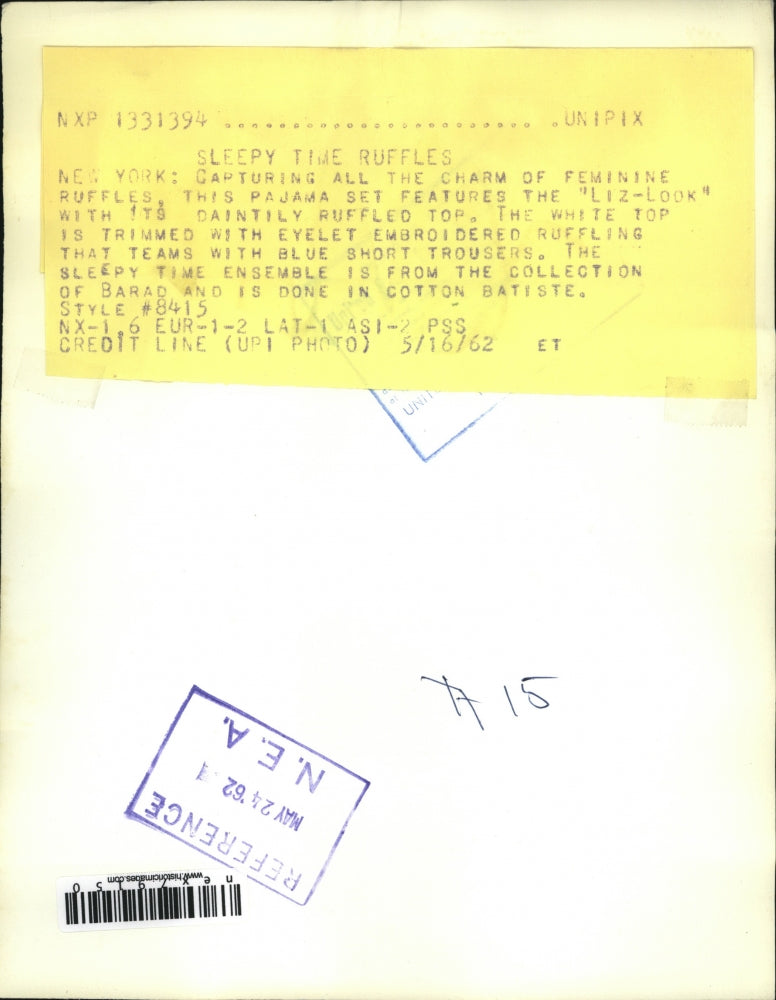 NXP 1331394 ........................ .UNIPIX
SLEEPY TIME RUFFLES
NEW YORK: CAPTURING ALL THE CHARM OF FEMININE
RUFFLES, THIS PAJAMA SET FEATURES THE "LIZ-LOOK"
WITH ITS DAINTILY RUFFLED TOP. THE WHITE TOP
IS TRIMMED WITH EYELET EMBROIDERED RUFFLING
THAT TEAMS WITH BLUE SHORT TROUSERS. THE
SLEEPY TIME ENSEMBLE IS FROM THE COLLECTION
OF BARAD AND IS DONE IN COTTON BATISTE.
STYLE #8415
NX-1,6 EUR-1-2 LAT-1 ASI-2 PSS
CREDIT LINE (UPI PHOTO) 5/16/62 ET
# 15
REFERENCE
MAY 24 '62
N.E.A.
www.historicimages.com
nex79150